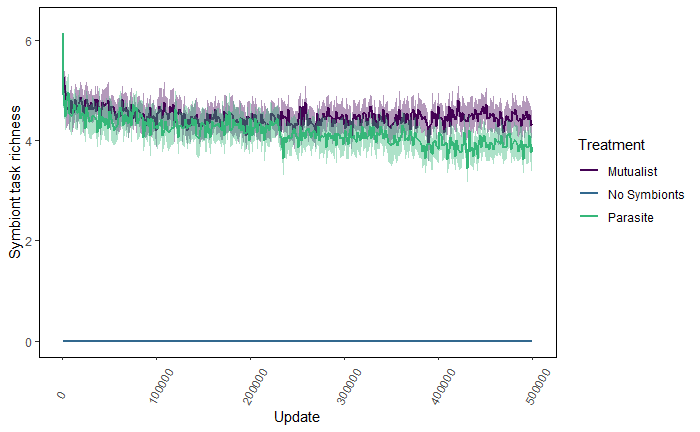 Symbiont task richness
6
4
2
0
0
100000
200000
300000
400000
500000
Update
Treatment
Mutualist
No Symbionts
Parasite